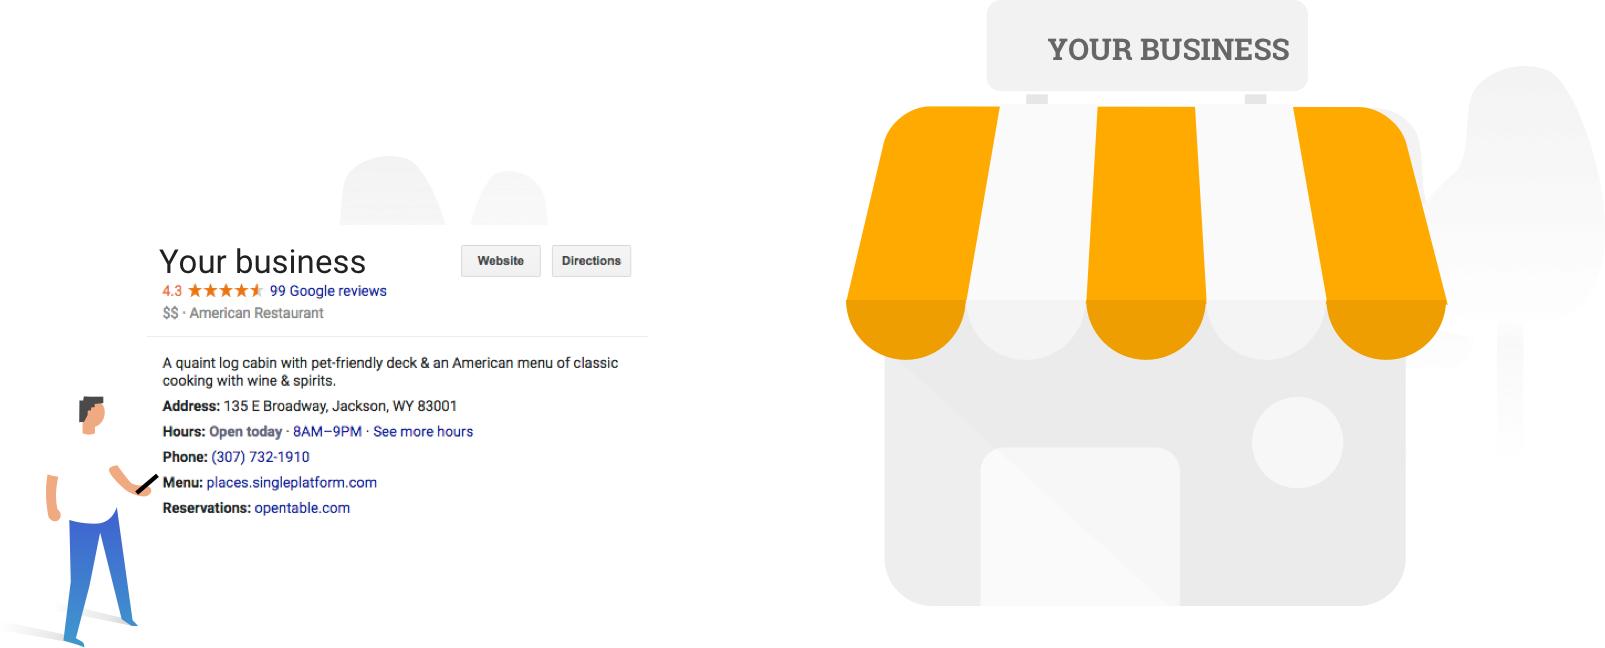 YOUR BUSINESS
Your business
Website
Directions
4.3 ★★★★⯪ 99 Google reviews
$$ · American Restaurant
A quaint log cabin with pet-friendly deck & an American menu of classic
cooking with wine & spirits.
Address: 135 E Broadway, Jackson, WY 83001
Hours: Open today · 8AM–9PM · See more hours
Phone: (307) 732-1910
Menu: places.singleplatform.com
Reservations: opentable.com